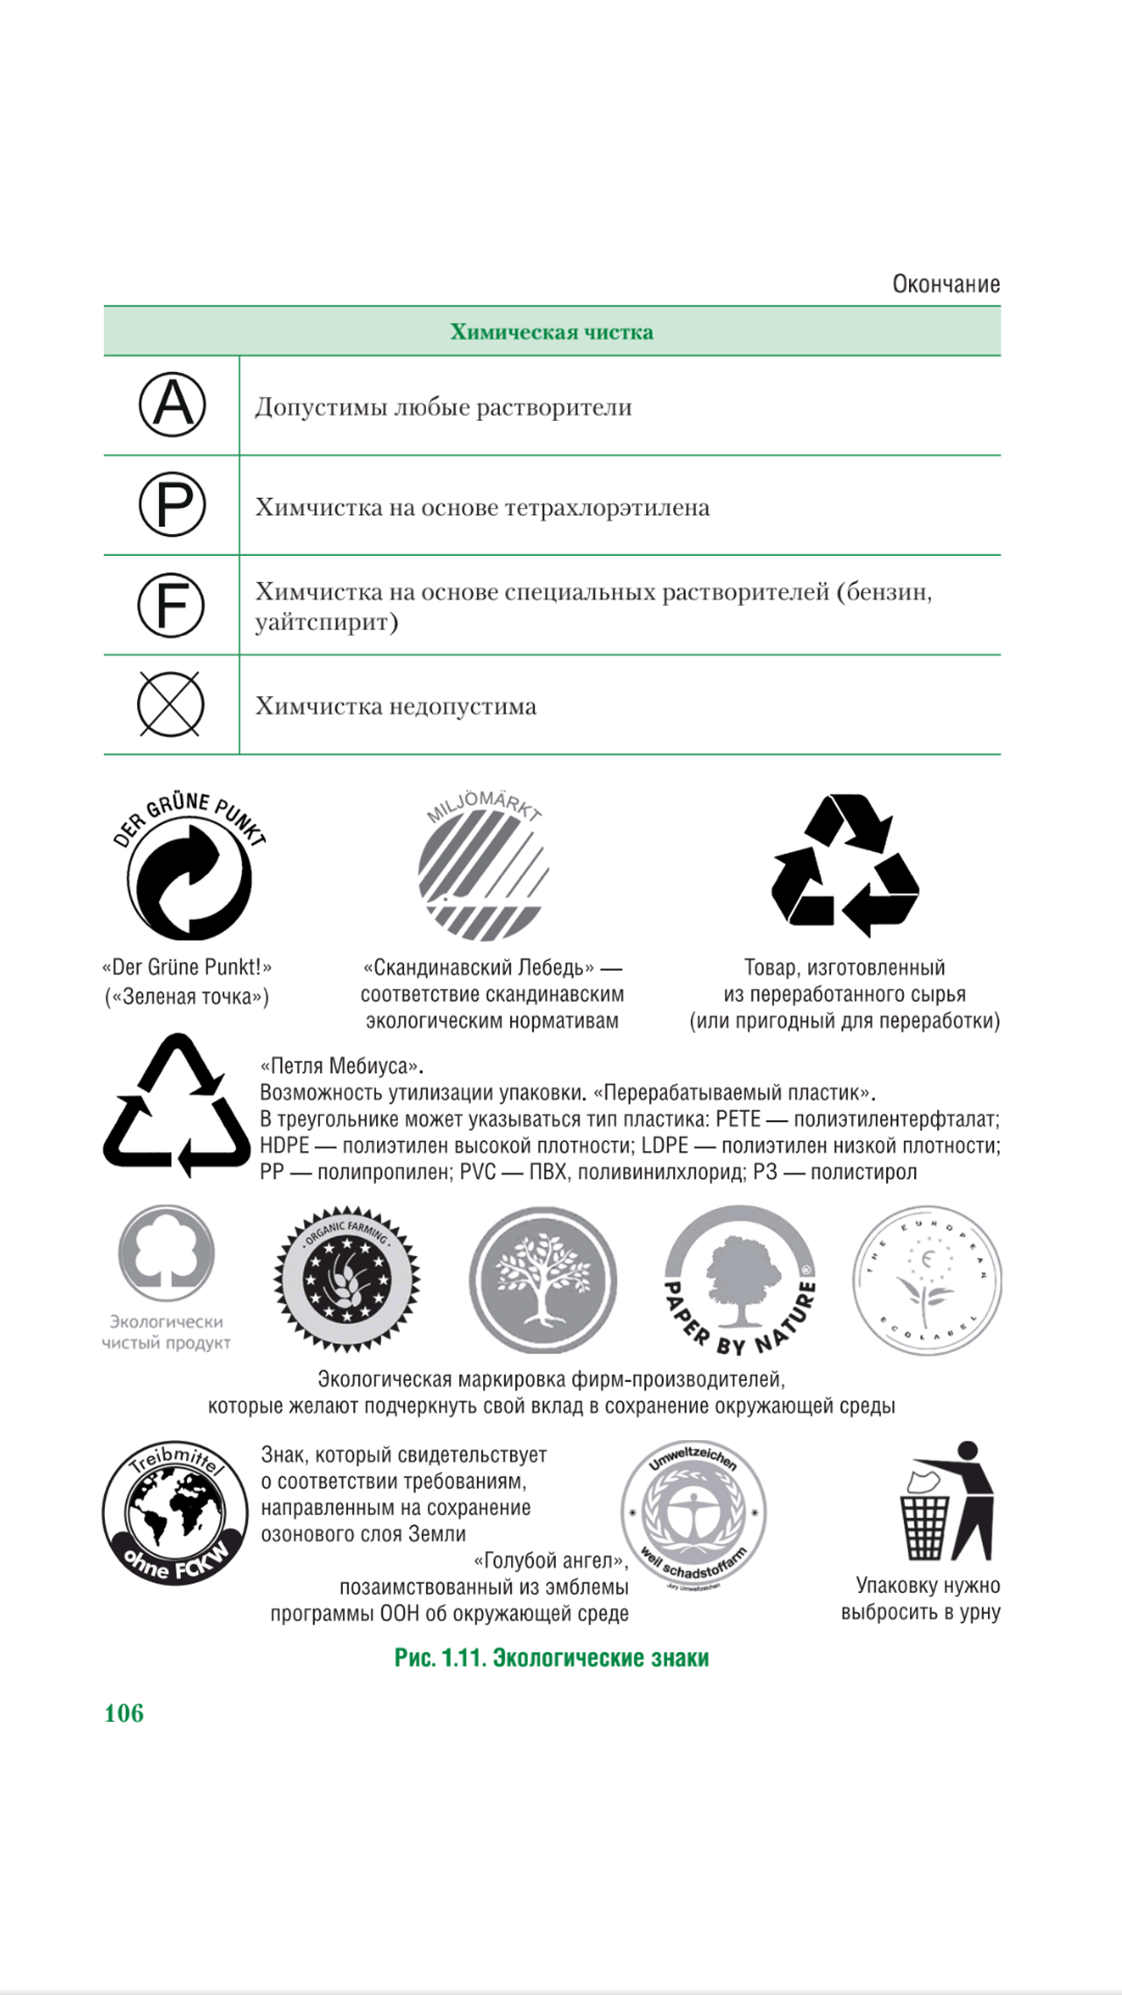 Окончание
Химическая чистка
A
Допустимы любые растворители
P
Химчистка на основе тетрахлорэтилена
F
Химчистка на основе специальных растворителей (бензин,
уайтспирит)
Химчистка недопустима
DER GRÜNE PUNKT
MILJÖMÄRKT
«Der Grüne Punkt!»
(«Зеленая точка»)
«Скандинавский Лебедь» —
соответствие скандинавским
экологическим нормативам
Товар, изготовленный
из переработанного сырья
(или пригодный для переработки)
«Петля Мебиуса».
Возможность утилизации упаковки. «Перерабатываемый пластик».
В треугольнике может указываться тип пластика: PETE — полиэтилентерфталат;
HDPE — полиэтилен высокой плотности; LDPE — полиэтилен низкой плотности;
PP — полипропилен; PVC — ПВХ, поливинилхлорид; P3 — полистирол
Экологически
чистый продукт
· ORGANIC FARMING ·
PAPER BY NATURE ®
THE EUROPEAN
ECOLABEL
Экологическая маркировка фирм-производителей,
которые желают подчеркнуть свой вклад в сохранение окружающей среды
Treibmittel
ohne FCKW
Знак, который свидетельствует
о соответствии требованиям,
направленным на сохранение
озонового слоя Земли
«Голубой ангел»,
позаимствованный из эмблемы
программы ООН об окружающей среде
Umweltzeichen
weil schadstoffarm
Jury Umweltzeichen
Упаковку нужно
выбросить в урну
Рис. 1.11. Экологические знаки
106